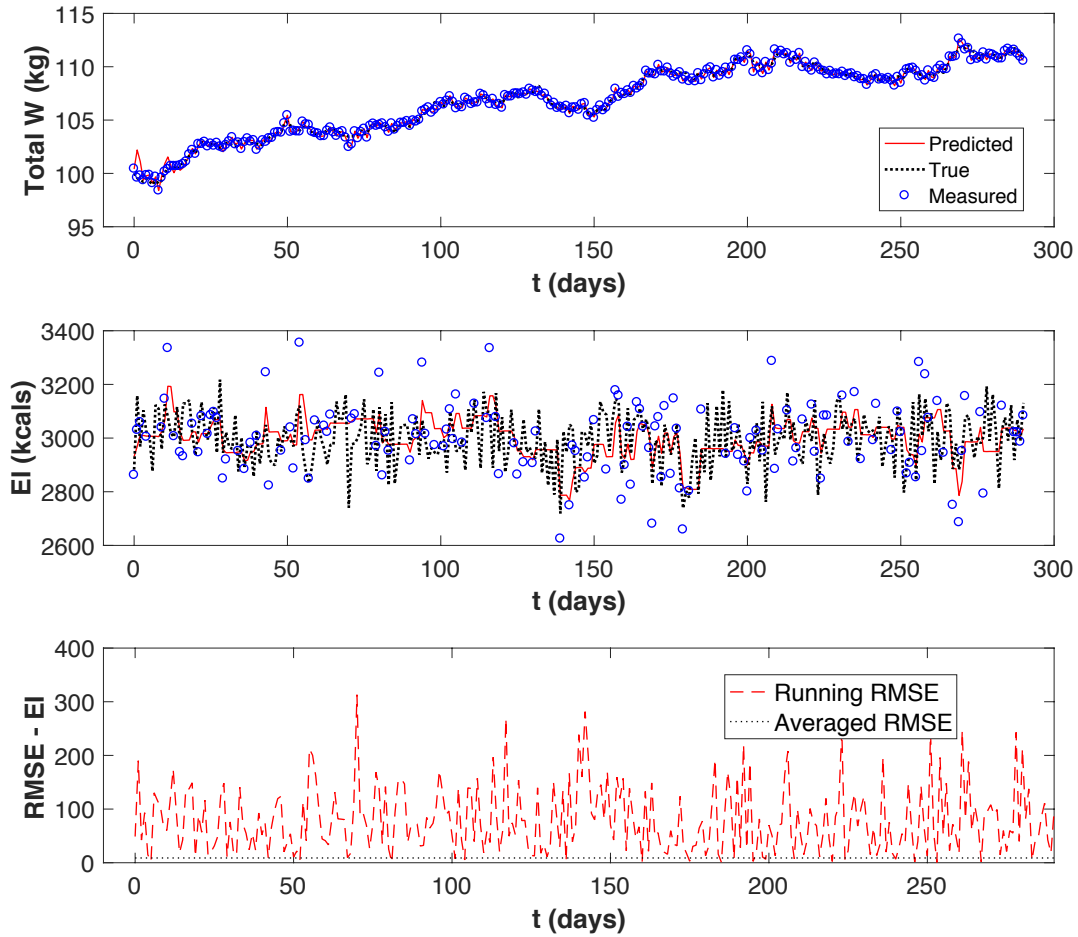 115
110
105
100
95
Total W (kg)
Predicted
True
Measured
0 50 100 150 200 250 300
t (days)
3400
3200
3000
2800
2600
EI (kcals)
0 50 100 150 200 250 300
t (days)
400
300
200
100
0
RMSE - EI
Running RMSE
Averaged RMSE
0 50 100 150 200 250
t (days)